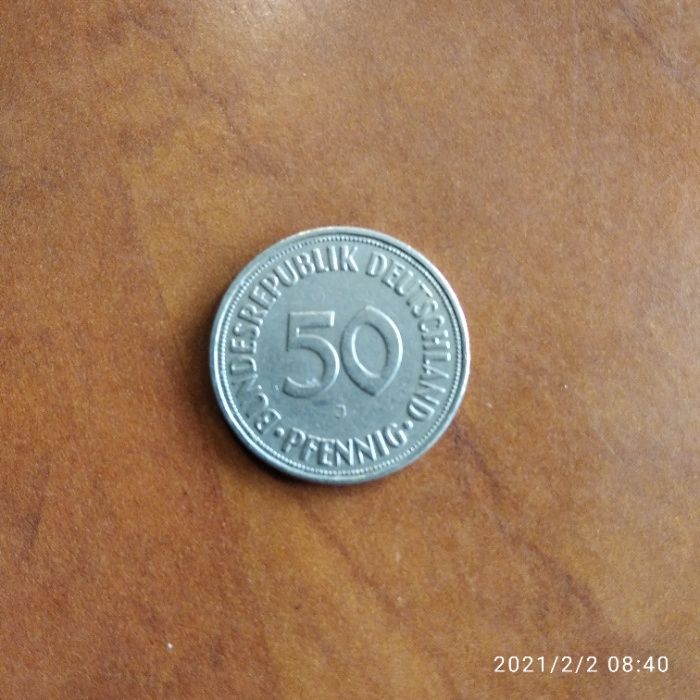 BUNDESREPUBLIK DEUTSCHLAND
50
J
• PFENNIG •
2021/2/2 08:40